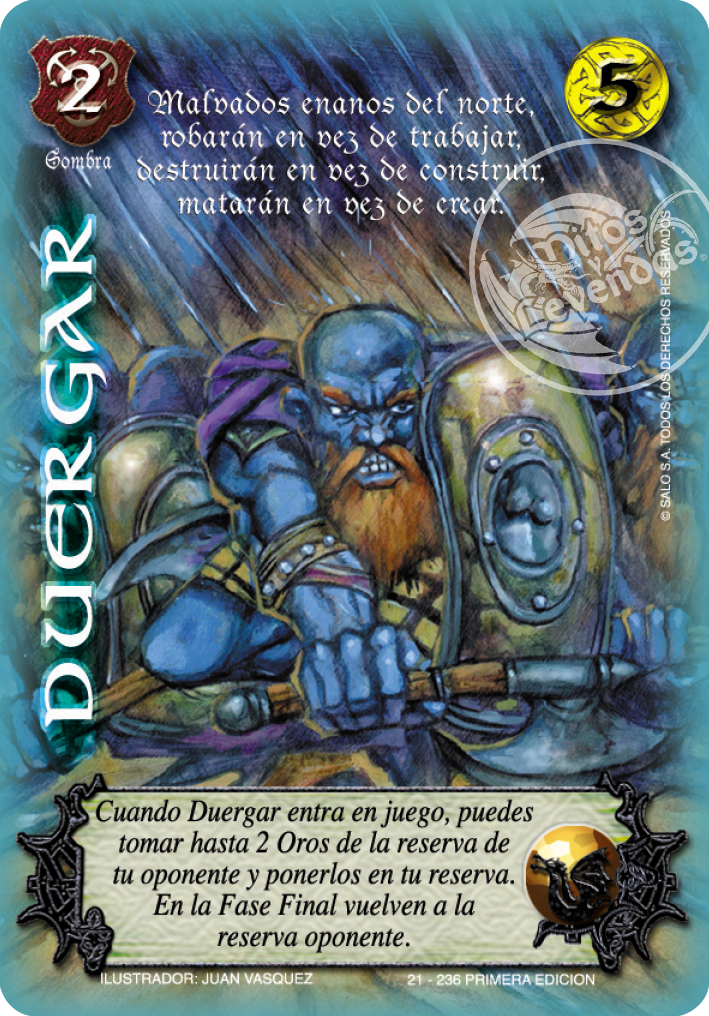 2
5
Sombra
Malvados enanos del norte,
robarán en vez de trabajar,
destruirán en vez de construir,
matarán en vez de crear.
Mitos
y
Leyendas
®
DUERGAR
© SALO S.A. TODOS LOS DERECHOS RESERVADOS
Cuando Duergar entra en juego, puedes
tomar hasta 2 Oros de la reserva de
tu oponente y ponerlos en tu reserva.
En la Fase Final vuelven a la
reserva oponente.
ILUSTRADOR: JUAN VASQUEZ
21 - 236 PRIMERA EDICION